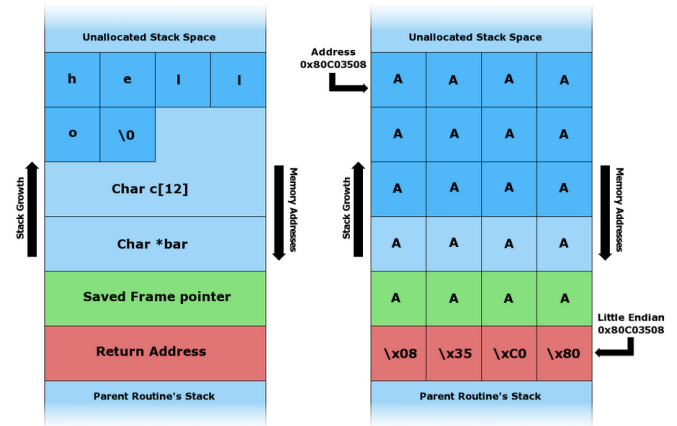 Unallocated Stack Space
h e l l
o \0
Char c[12]
Char *bar
Saved Frame pointer
Return Address
Parent Routine's Stack
Stack Growth
Memory Addresses
Address
0x80C03508
Unallocated Stack Space
A A A A
A A A A
A A A A
A A A A
A A A A
\x08 \x35 \xC0 \x80
Parent Routine's Stack
Stack Growth
Memory Addresses
Little Endian
0x80C03508